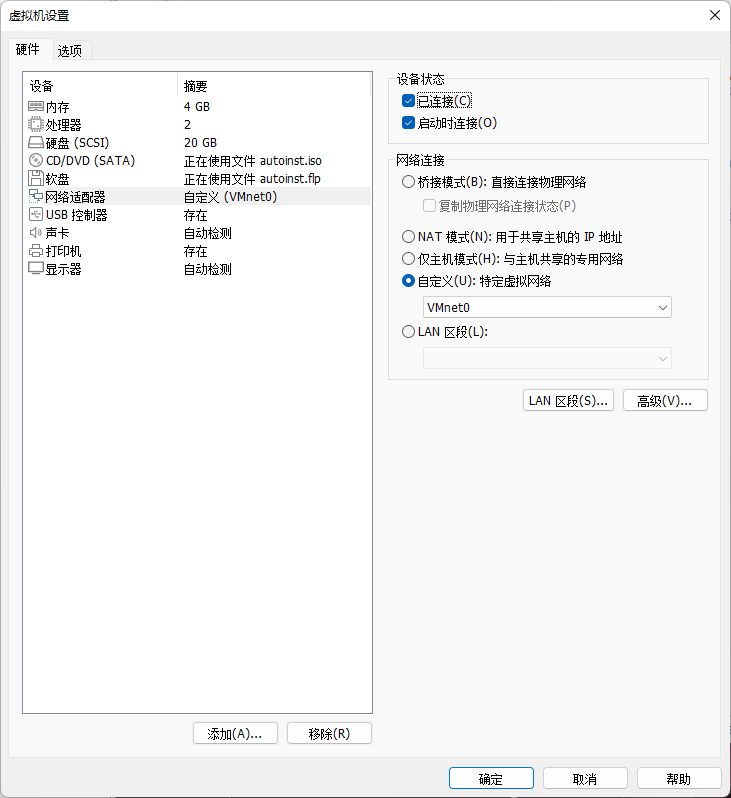 虚拟机设置
硬件 选项
设备 摘要
内存 4 GB
处理器 2
硬盘 (SCSI) 20 GB
CD/DVD (SATA) 正在使用文件 autoinst.iso
软盘 正在使用文件 autoinst.flp
网络适配器 自定义 (VMnet0)
USB 控制器 存在
声卡 自动检测
打印机 存在
显示器 自动检测
添加(A)... 移除(R)
设备状态
已连接(C)
启动时连接(O)
网络连接
桥接模式(B): 直接连接物理网络
复制物理网络连接状态(P)
NAT 模式(N): 用于共享主机的 IP 地址
仅主机模式(H): 与主机共享的专用网络
自定义(U): 特定虚拟网络
VMnet0
LAN 区段(L):
LAN 区段(S)... 高级(V)...
确定 取消 帮助